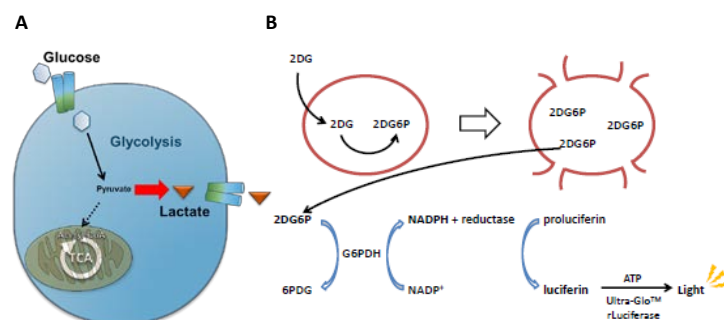 A
B
Glucose
Glycolysis
Pyruvate
Lactate
TCA
2DG
2DG
2DG6P
2DG6P
2DG6P
2DG6P
2DG6P
NADPH + reductase
proluciferin
G6PDH
6PDG
NADP⁺
luciferin
ATP
Light
Ultra-Glo™
rLuciferase